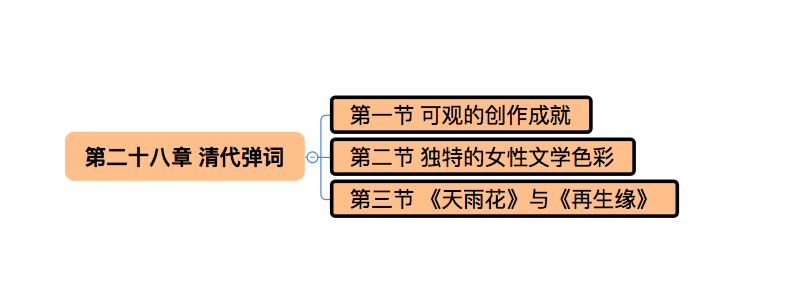 第二十八章 清代弹词
第一节 可观的创作成就
第二节 独特的女性文学色彩
第三节 《天雨花》与《再生缘》